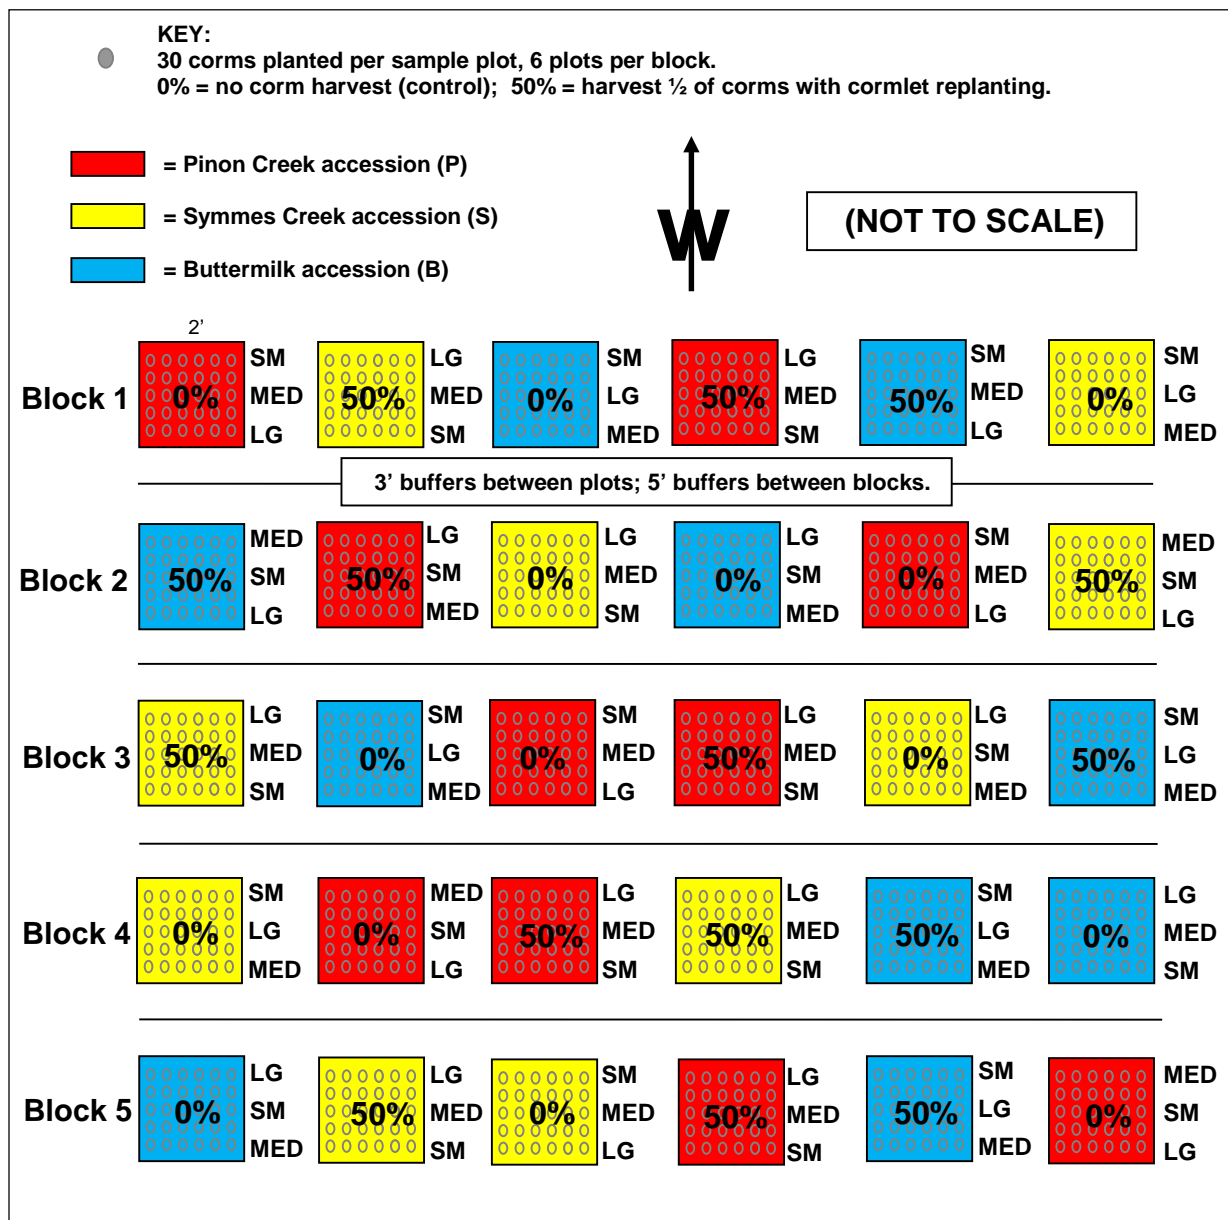 KEY:
30 corms planted per sample plot, 6 plots per block.
0% = no corm harvest (control); 50% = harvest ½ of corms with cormlet replanting.
= Pinon Creek accession (P)
= Symmes Creek accession (S)
= Buttermilk accession (B)
W
(NOT TO SCALE)
2’
SM LG SM LG SM SM
Block 1 0% MED 50% MED 0% LG 50% MED 50% MED 0% LG
LG SM MED SM LG MED
3’ buffers between plots; 5’ buffers between blocks.
MED LG LG LG SM MED
Block 2 50% SM 50% SM 0% MED 0% SM 0% MED 50% SM
LG MED SM MED LG LG
LG SM SM LG LG SM
Block 3 50% MED 0% LG 0% MED 50% MED 0% SM 50% LG
SM MED LG SM MED MED
SM MED LG LG SM LG
Block 4 0% LG 0% SM 50% MED 50% MED 50% LG 0% MED
MED LG SM SM MED SM
LG LG SM LG SM MED
Block 5 0% SM 50% MED 0% MED 50% MED 50% LG 0% SM
MED SM LG SM MED LG